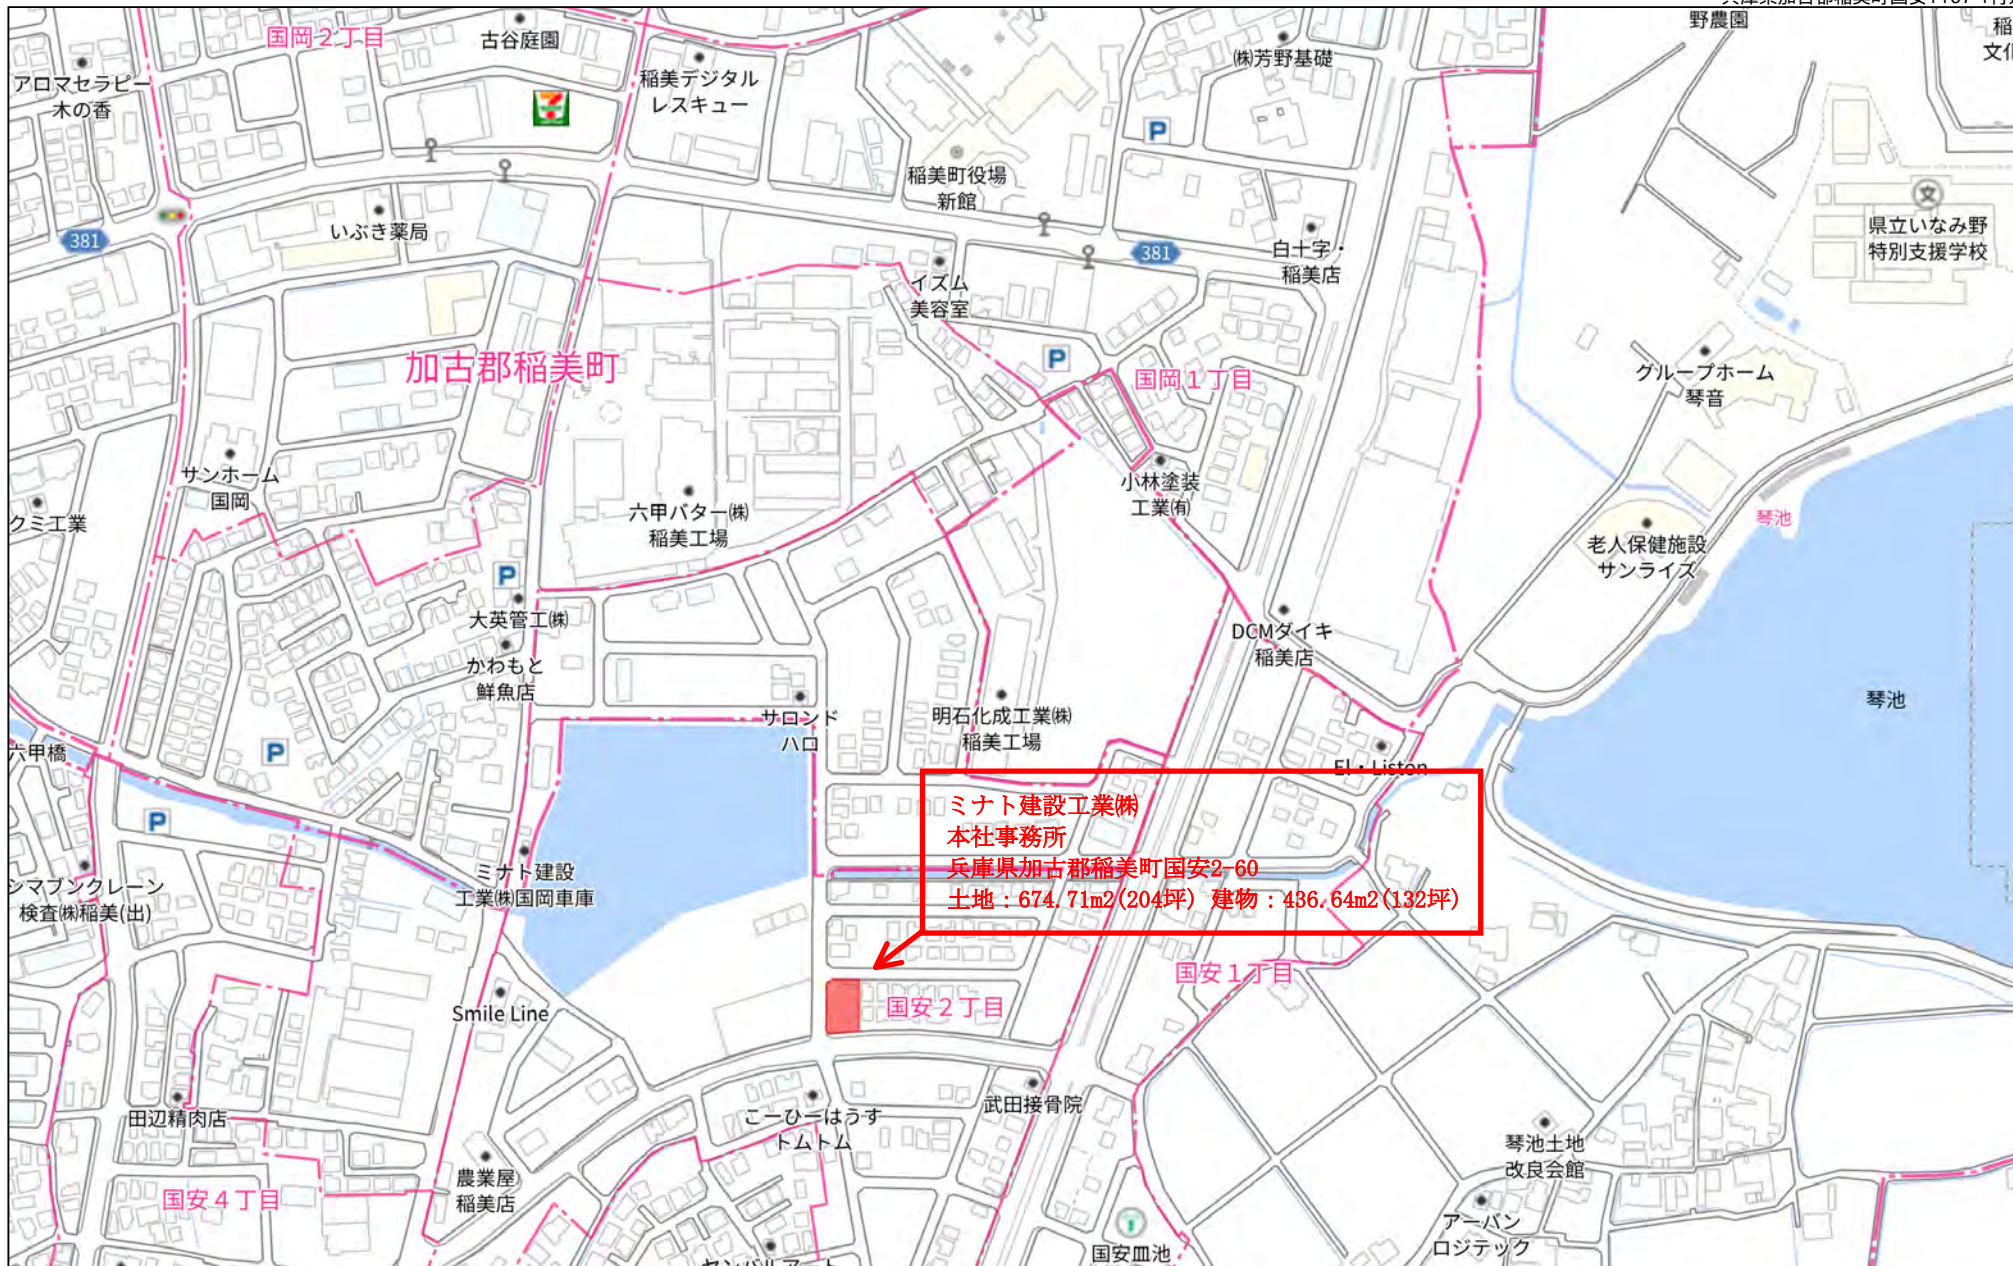 国岡２丁目
古谷庭園
㈱芳野基礎
野農園
稲
文化
アロマセラピー
木の香
稲美デジタル
レスキュー
P
稲美町役場
新館
いぶき薬局
381
381
白十字・
稲美店
県立いなみ野
特別支援学校
イズム
美容室
加古郡稲美町
P
国岡１丁目
グループホーム
琴音
サンホーム
国岡
クミ工業
六甲バター㈱
稲美工場
小林塗装
工業㈲
琴池
老人保健施設
サンライズ
P
大英管工㈱
DCMダイキ
稲美店
かわもと
鮮魚店
サロンド
ハロ
明石化成工業㈱
稲美工場
琴池
六甲橋
P
El・Liston
P
ミナト建設工業㈱
本社事務所
兵庫県加古郡稲美町国安2-60
土地：674.71m2(204坪) 建物：436.64m2(132坪)
ミナト建設
工業㈱国岡車庫
シマブンクレーン
検査㈱稲美(出)
国安１丁目
国安２丁目
Smile Line
田辺精肉店
こーひーはうす
トムトム
武田接骨院
琴池土地
改良会館
農業屋
稲美店
国安４丁目
アーバン
ロジテック
国安皿池